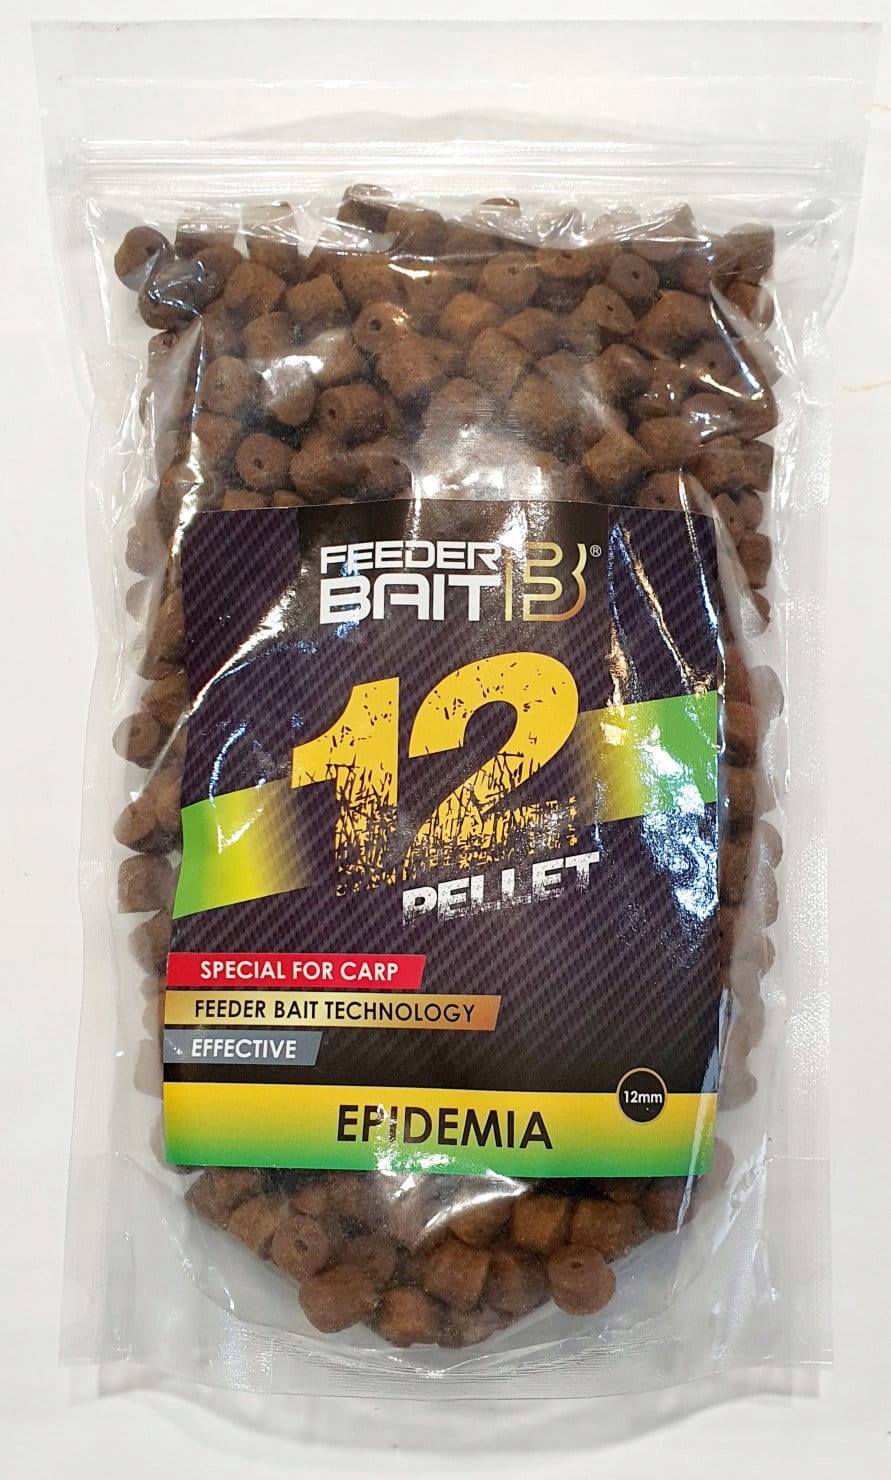 FEEDER
BAIT B®
12
PELLET
SPECIAL FOR CARP
FEEDER BAIT TECHNOLOGY
EFFECTIVE
12mm
EPIDEMIA